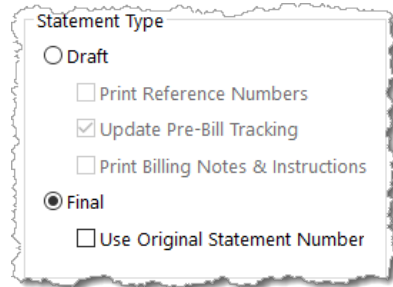 Statement Type
Draft
Print Reference Numbers
Update Pre-Bill Tracking
Print Billing Notes & Instructions
Final
Use Original Statement Number